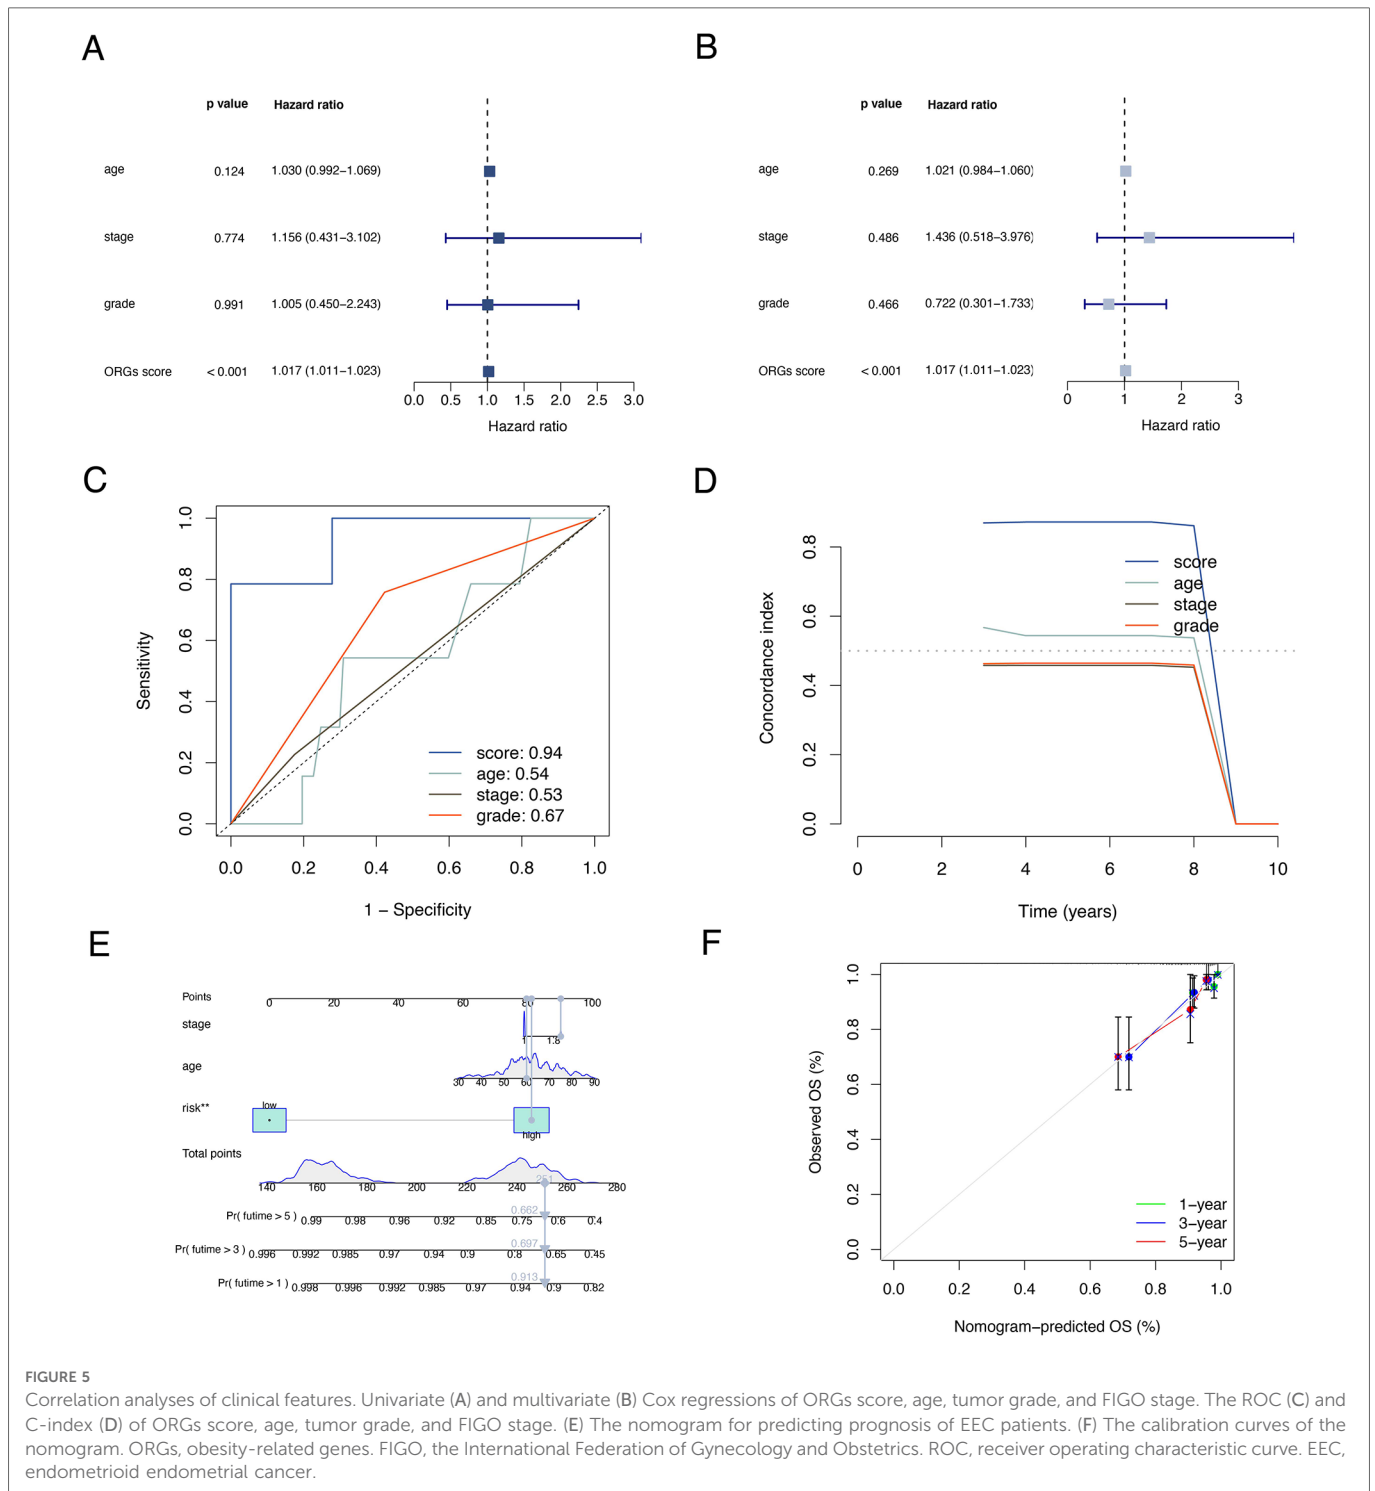 A
p value Hazard ratio
age 0.124 1.030 (0.992−1.069)
stage 0.774 1.156 (0.431−3.102)
grade 0.991 1.005 (0.450−2.243)
ORGs score < 0.001 1.017 (1.011−1.023)
0.0 0.5 1.0 1.5 2.0 2.5 3.0
Hazard ratio
B
p value Hazard ratio
age 0.269 1.021 (0.984−1.060)
stage 0.486 1.436 (0.518−3.976)
grade 0.466 0.722 (0.301−1.733)
ORGs score < 0.001 1.017 (1.011−1.023)
0 1 2 3
Hazard ratio
C
Sensitivity
1.0
0.8
0.6
0.4
0.2
0.0
score: 0.94
age: 0.54
stage: 0.53
grade: 0.67
0.0 0.2 0.4 0.6 0.8 1.0
1 − Specificity
D
Concordance index
0.8
0.6
0.4
0.2
0.0
score
age
stage
grade
0 2 4 6 8 10
Time (years)
E
Points 0 20 40 60 80 100
stage
1 1.8
age
30 40 50 60 70 80 90
risk**
low
high
Total points
251
140 160 180 200 220 240 260 280
0.662
Pr( futime > 5 ) 0.99 0.98 0.96 0.92 0.85 0.75 0.6 0.4
0.697
Pr( futime > 3 ) 0.996 0.992 0.985 0.97 0.94 0.9 0.8 0.65 0.45
0.913
Pr( futime > 1 ) 0.998 0.996 0.992 0.985 0.97 0.94 0.9 0.82
F
Observed OS (%)
1.0
0.8
0.6
0.4
0.2
0.0
1−year
3−year
5−year
0.0 0.2 0.4 0.6 0.8 1.0
Nomogram−predicted OS (%)
FIGURE 5
Correlation analyses of clinical features. Univariate (A) and multivariate (B) Cox regressions of ORGs score, age, tumor grade, and FIGO stage. The ROC (C) and
C-index (D) of ORGs score, age, tumor grade, and FIGO stage. (E) The nomogram for predicting prognosis of EEC patients. (F) The calibration curves of the
nomogram. ORGs, obesity-related genes. FIGO, the International Federation of Gynecology and Obstetrics. ROC, receiver operating characteristic curve. EEC,
endometrioid endometrial cancer.